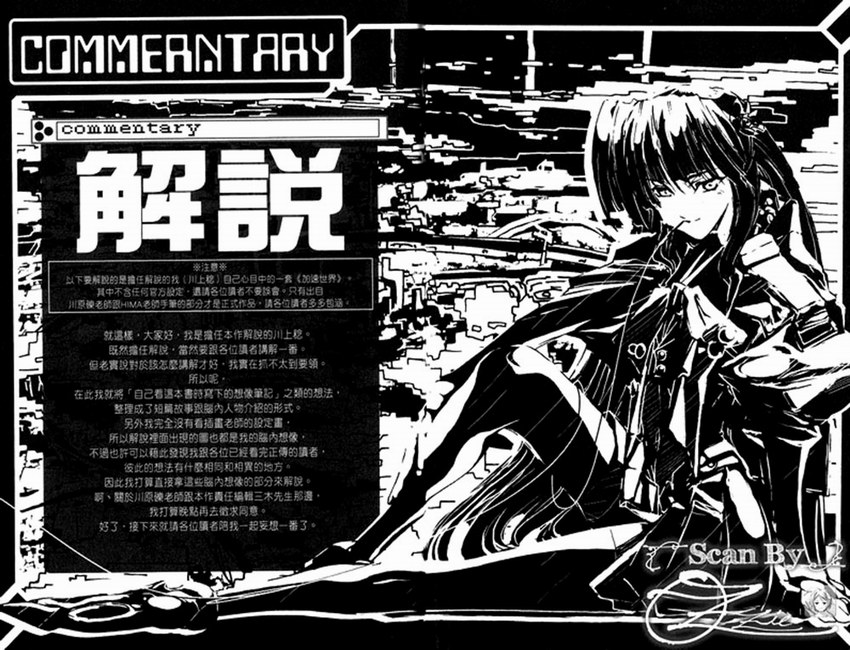 COMMERNTARY
commentary
解説
※注意※
以下要解說的是擔任解說的我（川上稔）自己心目中的一套《加速世界》。
其中不含任何官方設定，還請各位讀者不要誤會。只有出自
川原礫老師跟HIMA老師手筆的部分才是正式作品，請各位讀者多多包涵。
就這樣，大家好，我是擔任本作解說的川上稔。
既然擔任解說，當然要跟各位讀者講解一番。
但老實說對於該怎麼講解才好，我實在抓不太到要領。
所以呢，
在此我就將「自己看這本書時寫下的想像筆記」之類的想法，
整理成了短篇故事跟腦內人物介紹的形式。
另外我完全沒有看插畫老師的設定畫，
所以解說裡面出現的圖也都是我的腦內想像，
不過也許可以藉此發現我跟各位已經看完正傳的讀者，
彼此的想法有什麼相同和相異的地方。
因此我打算直接拿這些腦內想像的部分來解說。
啊、關於川原礫老師跟本作責任編輯三木先生那邊，
我打算晚點再去徵求同意。
好了，接下來就請各位讀者陪我一起妄想一番了。
Scan By